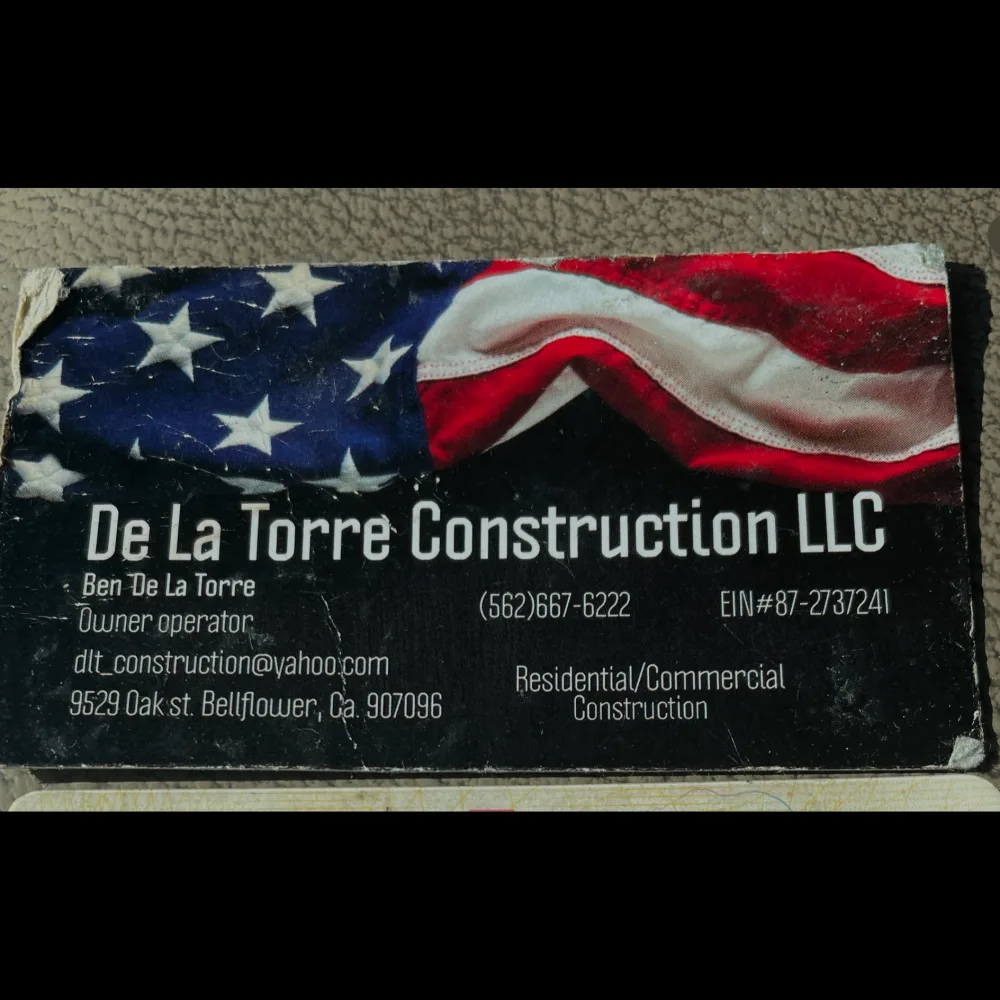 De La Torre Construction LLC
Ben De La Torre
Owner operator
(562)667-6222
EIN#87-2737241
dlt_construction@yahoo.com
9529 Oak st. Bellflower, Ca. 907096
Residential/Commercial
Construction